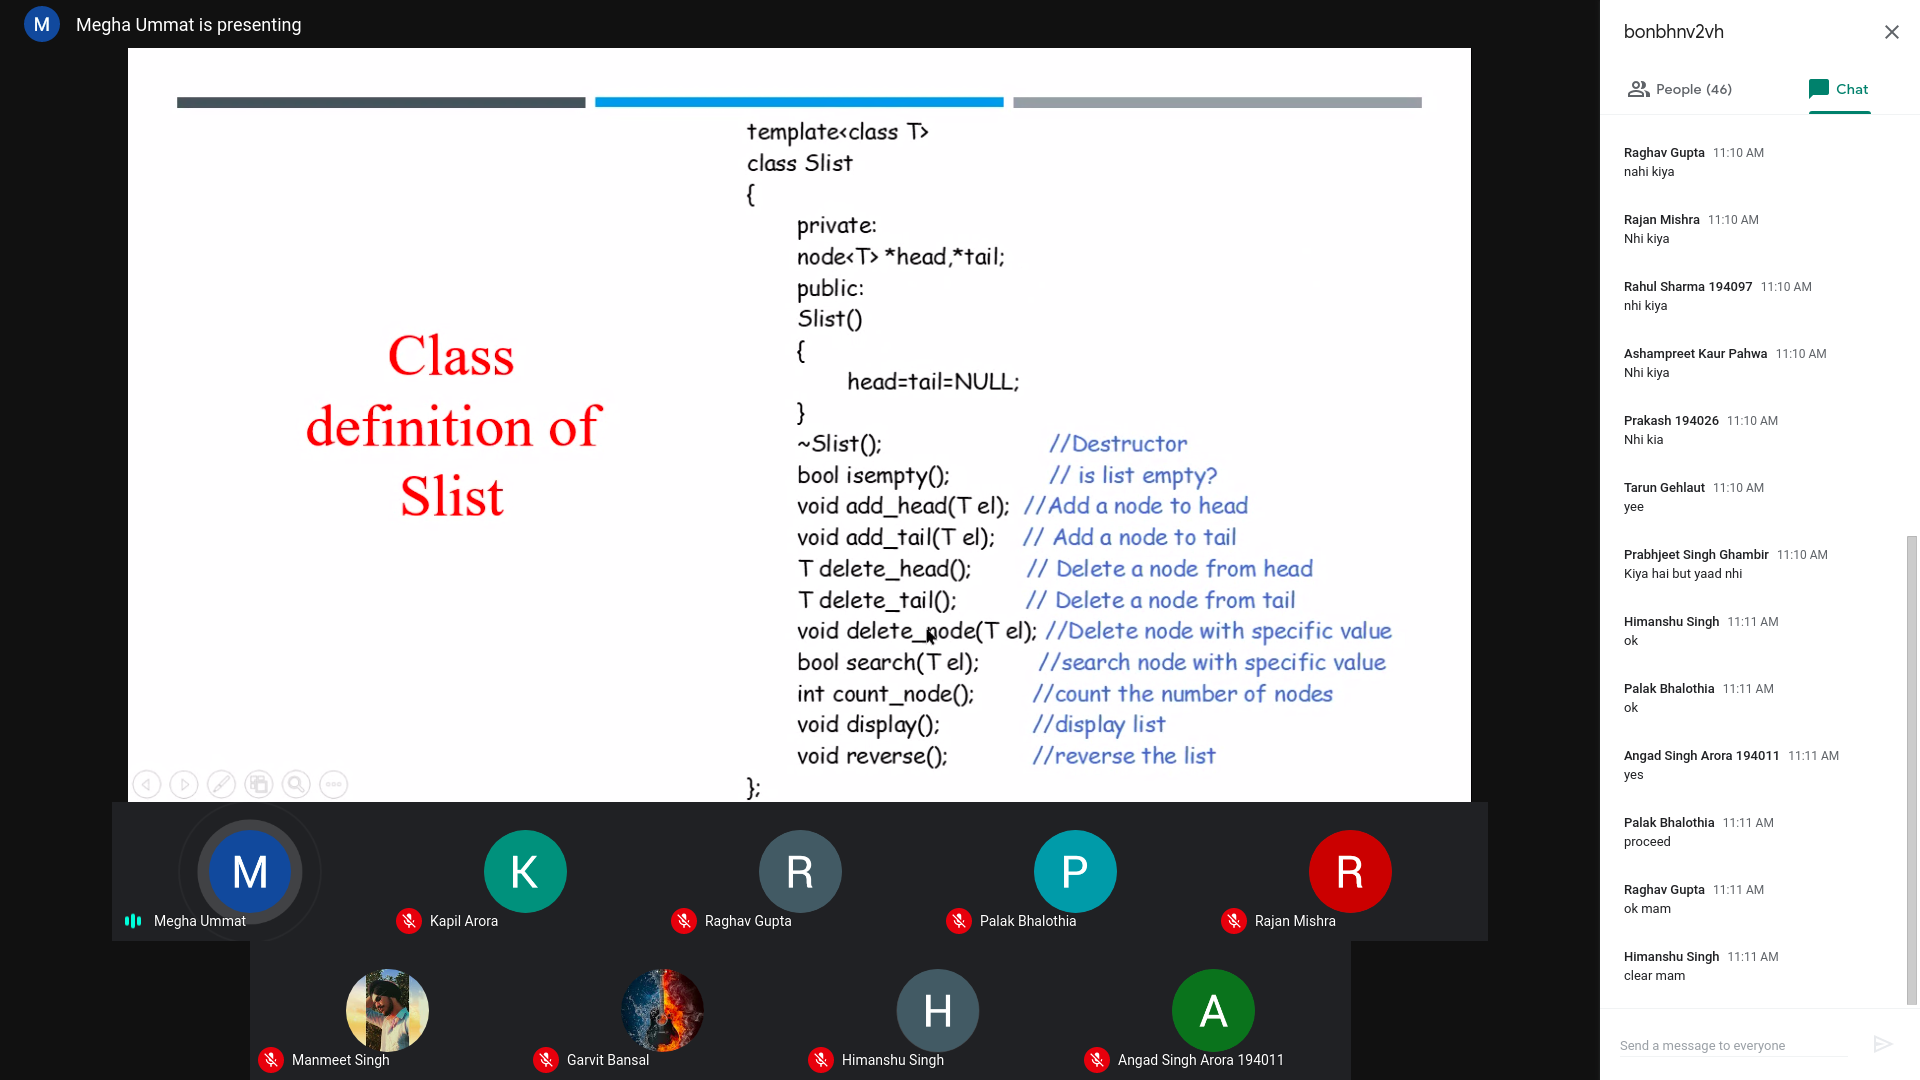 M Megha Ummat is presenting
template<class T>
class Slist
{
private:
node<T> *head,*tail;
public:
Slist()
{
head=tail=NULL;
}
~Slist(); //Destructor
bool isempty(); // is list empty?
void add_head(T el); //Add a node to head
void add_tail(T el); // Add a node to tail
T delete_head(); // Delete a node from head
T delete_tail(); // Delete a node from tail
void delete_node(T el); //Delete node with specific value
bool search(T el); //search node with specific value
int count_node(); //count the number of nodes
void display(); //display list
void reverse(); //reverse the list
};
Class
definition of
Slist
M
K
R
P
R
Megha Ummat
Kapil Arora
Raghav Gupta
Palak Bhalothia
Rajan Mishra
H
A
Manmeet Singh
Garvit Bansal
Himanshu Singh
Angad Singh Arora 194011
bonbhnv2vh
People (46)
Chat
Raghav Gupta 11:10 AM
nahi kiya
Rajan Mishra 11:10 AM
Nhi kiya
Rahul Sharma 194097 11:10 AM
nhi kiya
Ashampreet Kaur Pahwa 11:10 AM
Nhi kiya
Prakash 194026 11:10 AM
Nhi kia
Tarun Gehlaut 11:10 AM
yee
Prabhjeet Singh Ghambir 11:10 AM
Kiya hai but yaad nhi
Himanshu Singh 11:11 AM
ok
Palak Bhalothia 11:11 AM
ok
Angad Singh Arora 194011 11:11 AM
yes
Palak Bhalothia 11:11 AM
proceed
Raghav Gupta 11:11 AM
ok mam
Himanshu Singh 11:11 AM
clear mam
Send a message to everyone